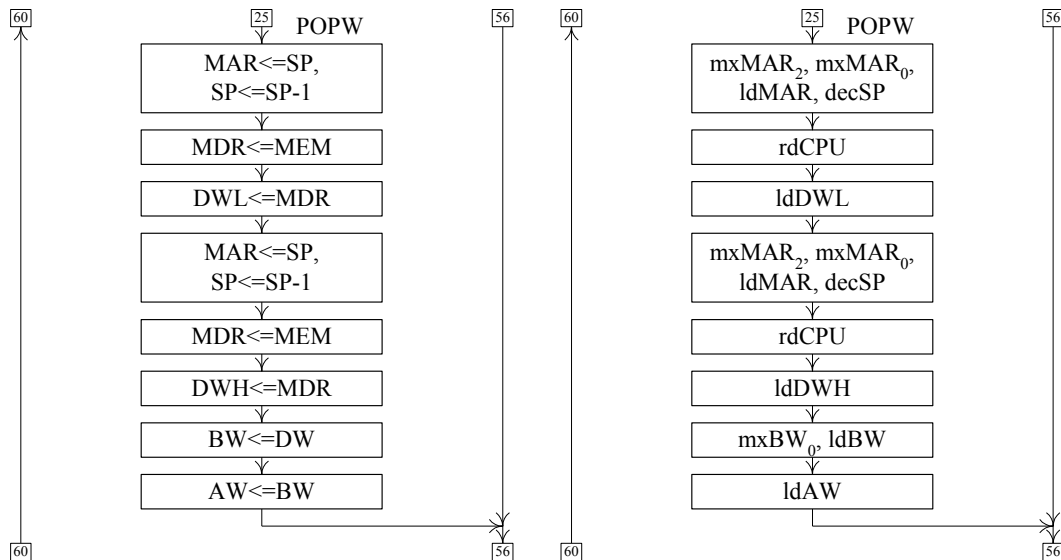 60
25
POPW
56
MAR<=SP,
SP<=SP-1
MDR<=MEM
DWL<=MDR
MAR<=SP,
SP<=SP-1
MDR<=MEM
DWH<=MDR
BW<=DW
AW<=BW
60
56
60
25
POPW
56
mxMAR₂, mxMAR₀,
ldMAR, decSP
rdCPU
ldDWL
mxMAR₂, mxMAR₀,
ldMAR, decSP
rdCPU
ldDWH
mxBW₀, ldBW
ldAW
60
56